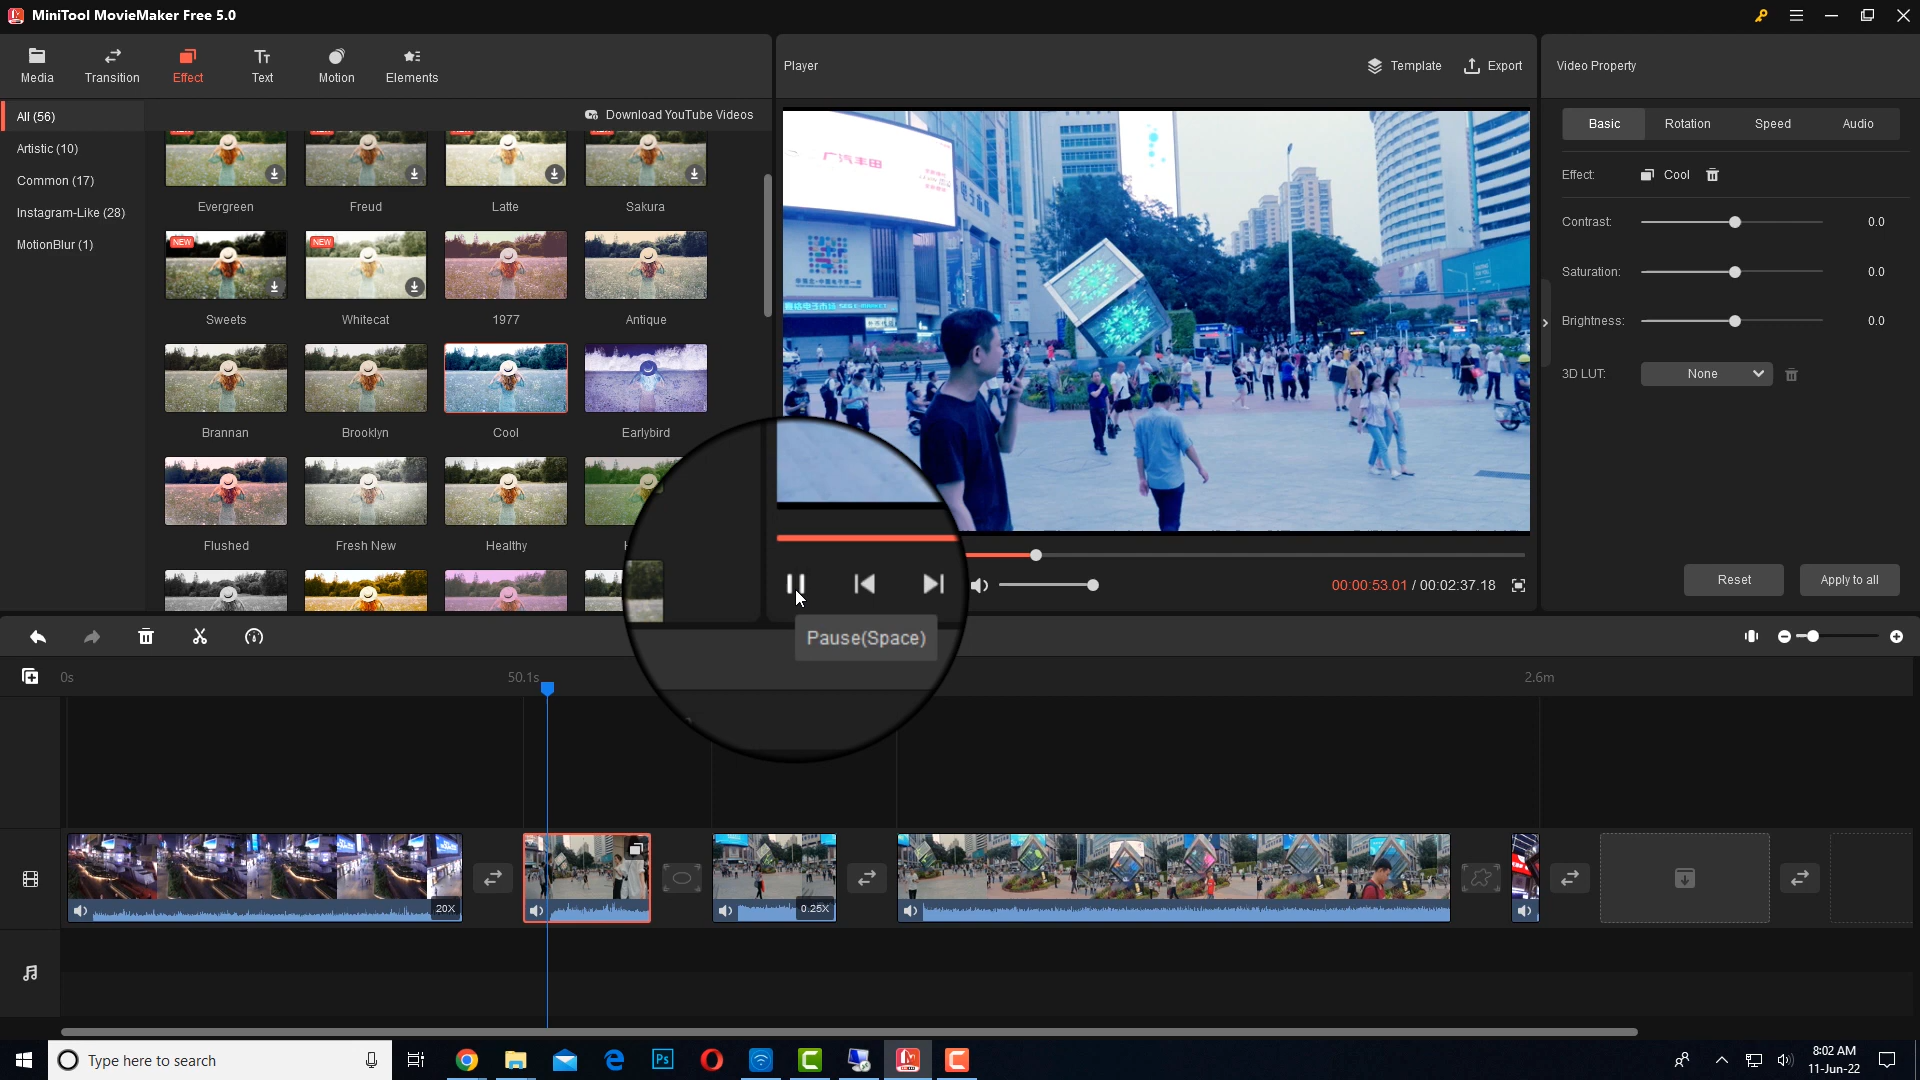 MiniTool MovieMaker Free 5.0
Media
Transition
Effect
Text
Motion
Elements
Player
Template
Export
Video Property
All (56)
Artistic (10)
Common (17)
Instagram-Like (28)
MotionBlur (1)
Download YouTube Videos
Evergreen
Freud
Latte
Sakura
NEW
NEW
Sweets
Whitecat
1977
Antique
Brannan
Brooklyn
Cool
Earlybird
Flushed
Fresh New
Healthy
广汽丰田
Basic
Rotation
Speed
Audio
Effect:
Cool
Contrast:
0.0
Saturation:
0.0
Brightness:
0.0
3D LUT:
None
Reset
Apply to all
00:00:53.01 / 00:02:37.18
Pause(Space)
0s
50.1s
2.6m
20X
0.25X
Type here to search
Ps
8:02 AM
11-Jun-22